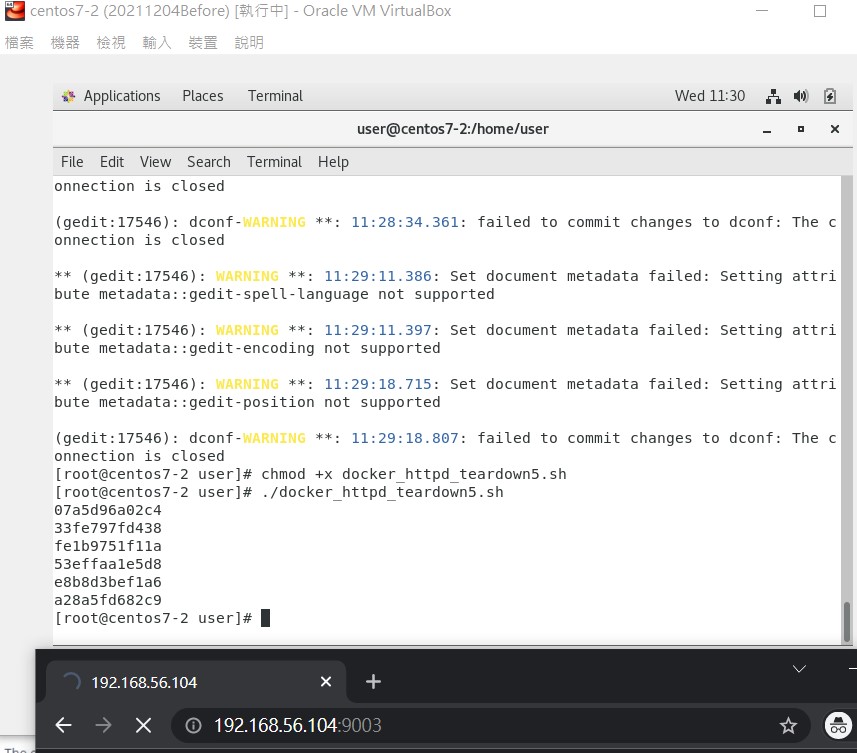 centos7-2 (20211204Before) [執行中] - Oracle VM VirtualBox
檔案 機器 檢視 輸入 裝置 說明
Applications Places Terminal Wed 11:30
user@centos7-2:/home/user
File Edit View Search Terminal Help
onnection is closed
(gedit:17546): dconf-WARNING **: 11:28:34.361: failed to commit changes to dconf: The c
onnection is closed
** (gedit:17546): WARNING **: 11:29:11.386: Set document metadata failed: Setting attri
bute metadata::gedit-spell-language not supported
** (gedit:17546): WARNING **: 11:29:11.397: Set document metadata failed: Setting attri
bute metadata::gedit-encoding not supported
** (gedit:17546): WARNING **: 11:29:18.715: Set document metadata failed: Setting attri
bute metadata::gedit-position not supported
(gedit:17546): dconf-WARNING **: 11:29:18.807: failed to commit changes to dconf: The c
onnection is closed
[root@centos7-2 user]# chmod +x docker_httpd_teardown5.sh
[root@centos7-2 user]# ./docker_httpd_teardown5.sh
07a5d96a02c4
33fe797fd438
fe1b9751f11a
53effaa1e5d8
e8b8d3bef1a6
a28a5fd682c9
[root@centos7-2 user]#
192.168.56.104
192.168.56.104:9003